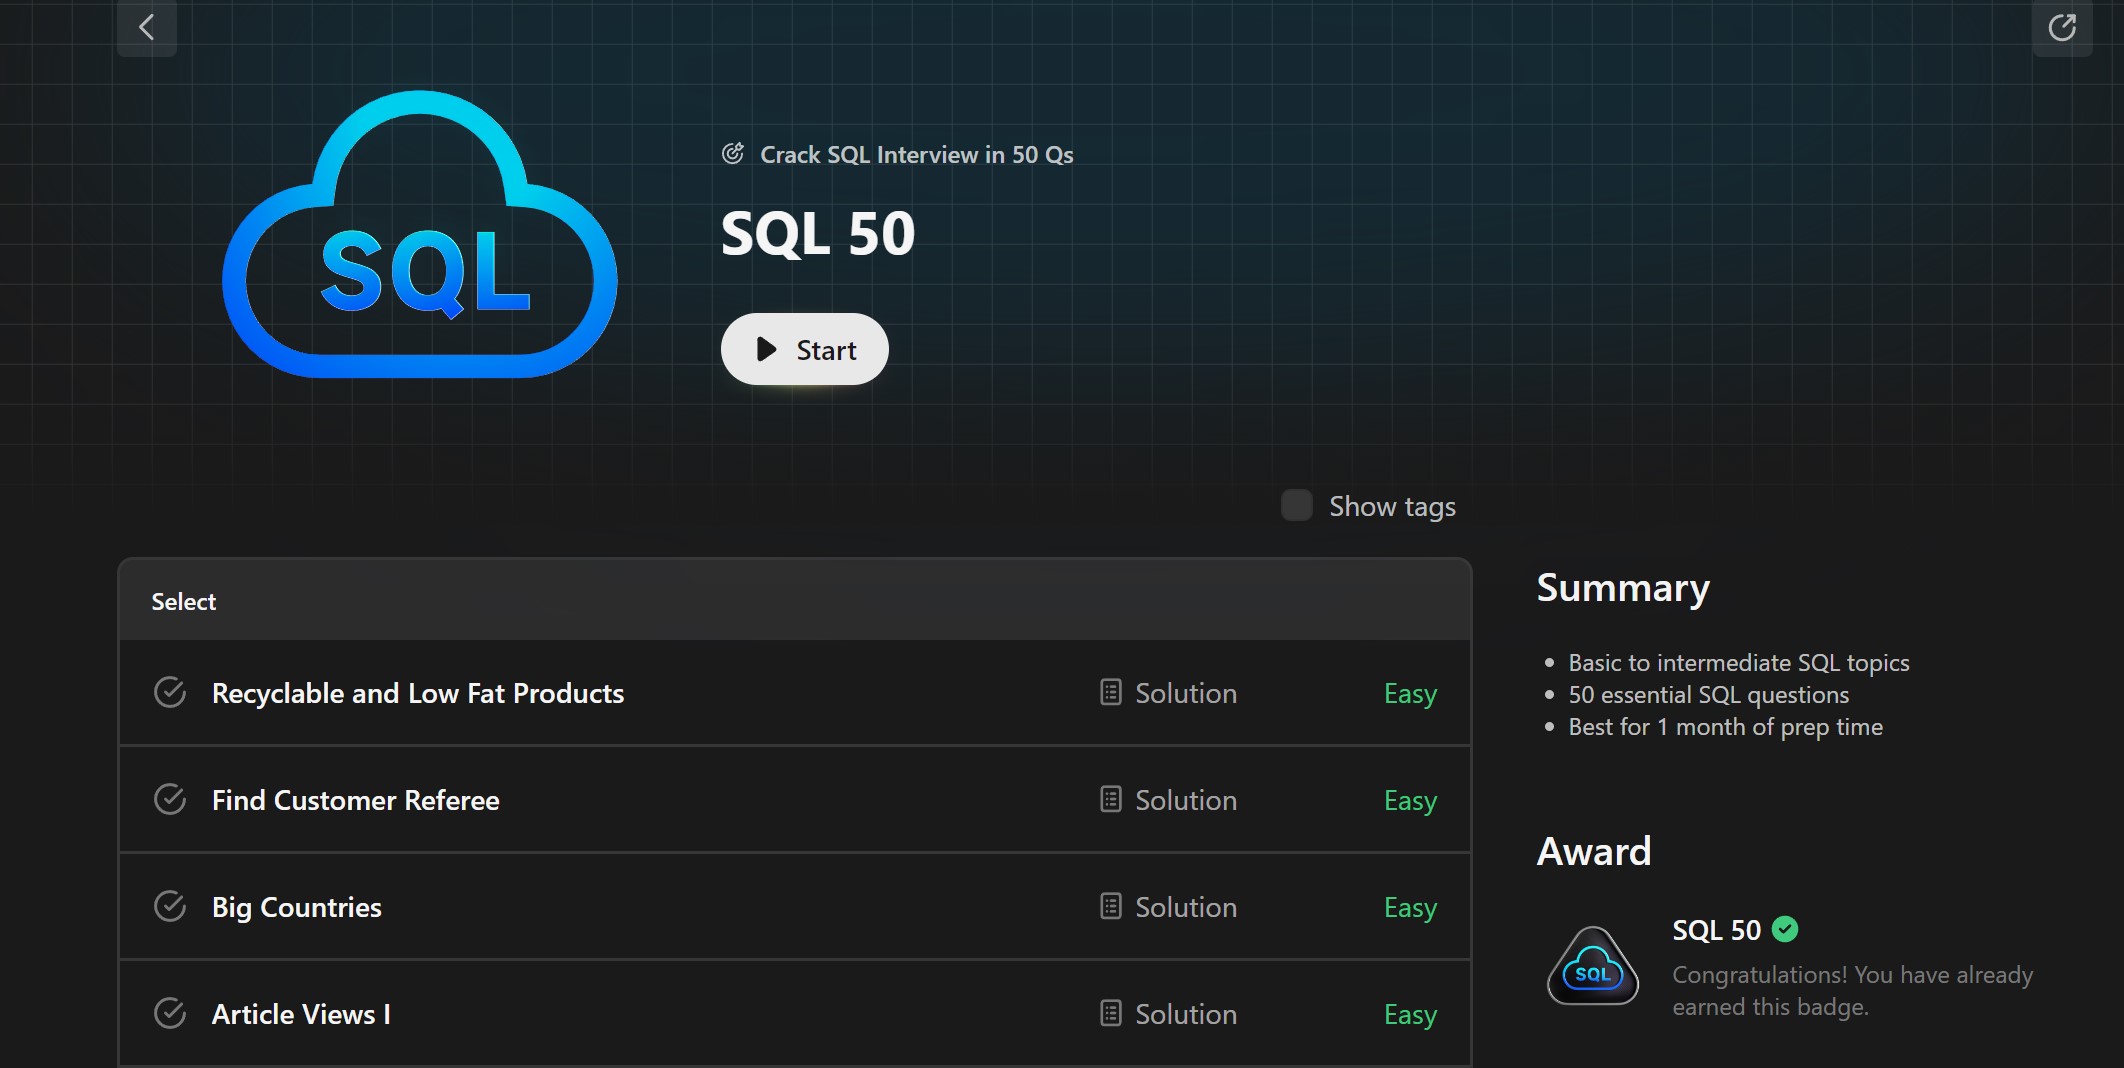 SQL
Crack SQL Interview in 50 Qs
SQL 50
Start
Show tags
Select
Recyclable and Low Fat Products Solution Easy
Find Customer Referee Solution Easy
Big Countries Solution Easy
Article Views I Solution Easy
Summary
Basic to intermediate SQL topics
50 essential SQL questions
Best for 1 month of prep time
Award
SQL
SQL 50
Congratulations! You have already
earned this badge.